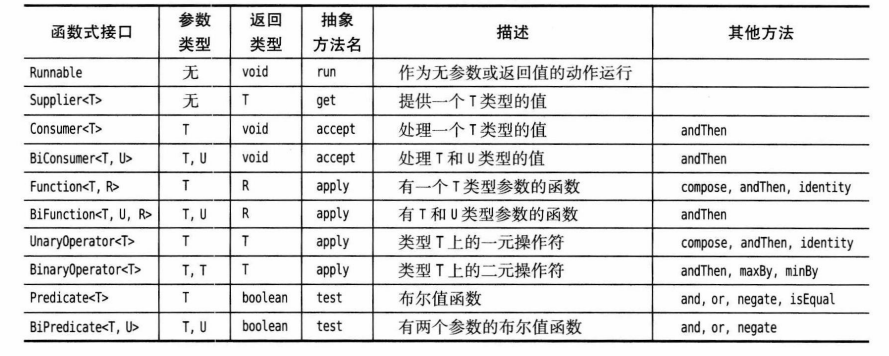 函数式接口 参数类型 返回类型 抽象方法名 描述 其他方法
Runnable 无 void run 作为无参数或返回值的动作运行
Supplier<T> 无 T get 提供一个 T 类型的值
Consumer<T> T void accept 处理一个 T 类型的值 andThen
BiConsumer<T, U> T, U void accept 处理 T 和 U 类型的值 andThen
Function<T, R> T R apply 有一个 T 类型参数的函数 compose, andThen, identity
BiFunction<T, U, R> T, U R apply 有 T 和 U 类型参数的函数 andThen
UnaryOperator<T> T T apply 类型 T 上的一元操作符 compose, andThen, identity
BinaryOperator<T> T, T T apply 类型 T 上的二元操作符 andThen, maxBy, minBy
Predicate<T> T boolean test 布尔值函数 and, or, negate, isEqual
BiPredicate<T, U> T, U boolean test 有两个参数的布尔值函数 and, or, negate